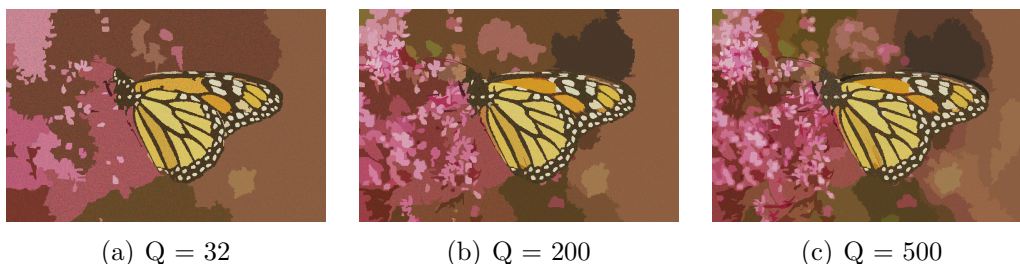 (a) Q = 32
(b) Q = 200
(c) Q = 500